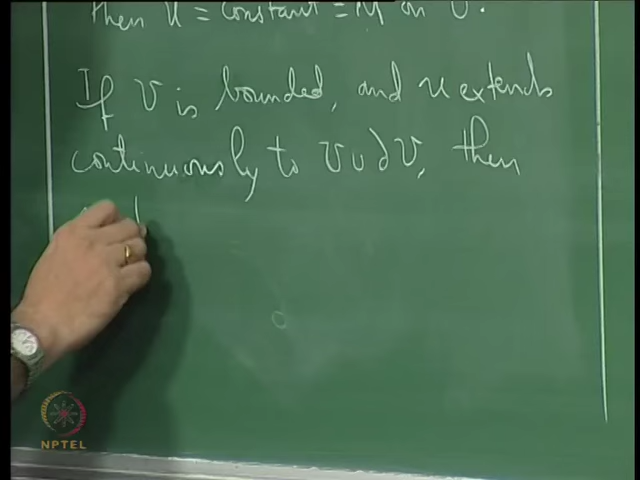 then u = constant = M on U.
If U is bounded, and u extends
continuously to U ∪ ∂U, then
NPTEL